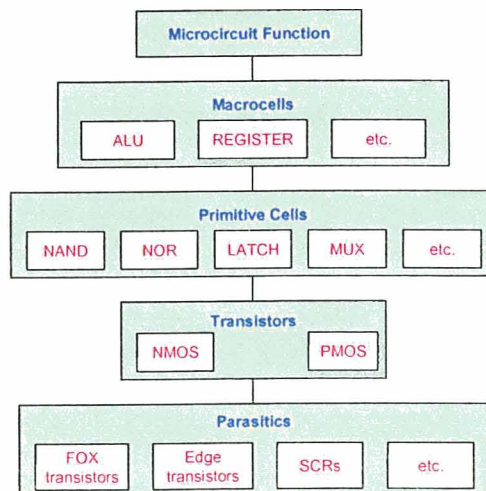 Microcircuit Function
Macrocells
ALU
REGISTER
etc.
Primitive Cells
NAND
NOR
LATCH
MUX
etc.
Transistors
NMOS
PMOS
Parasitics
FOX
transistors
Edge
transistors
SCRs
etc.